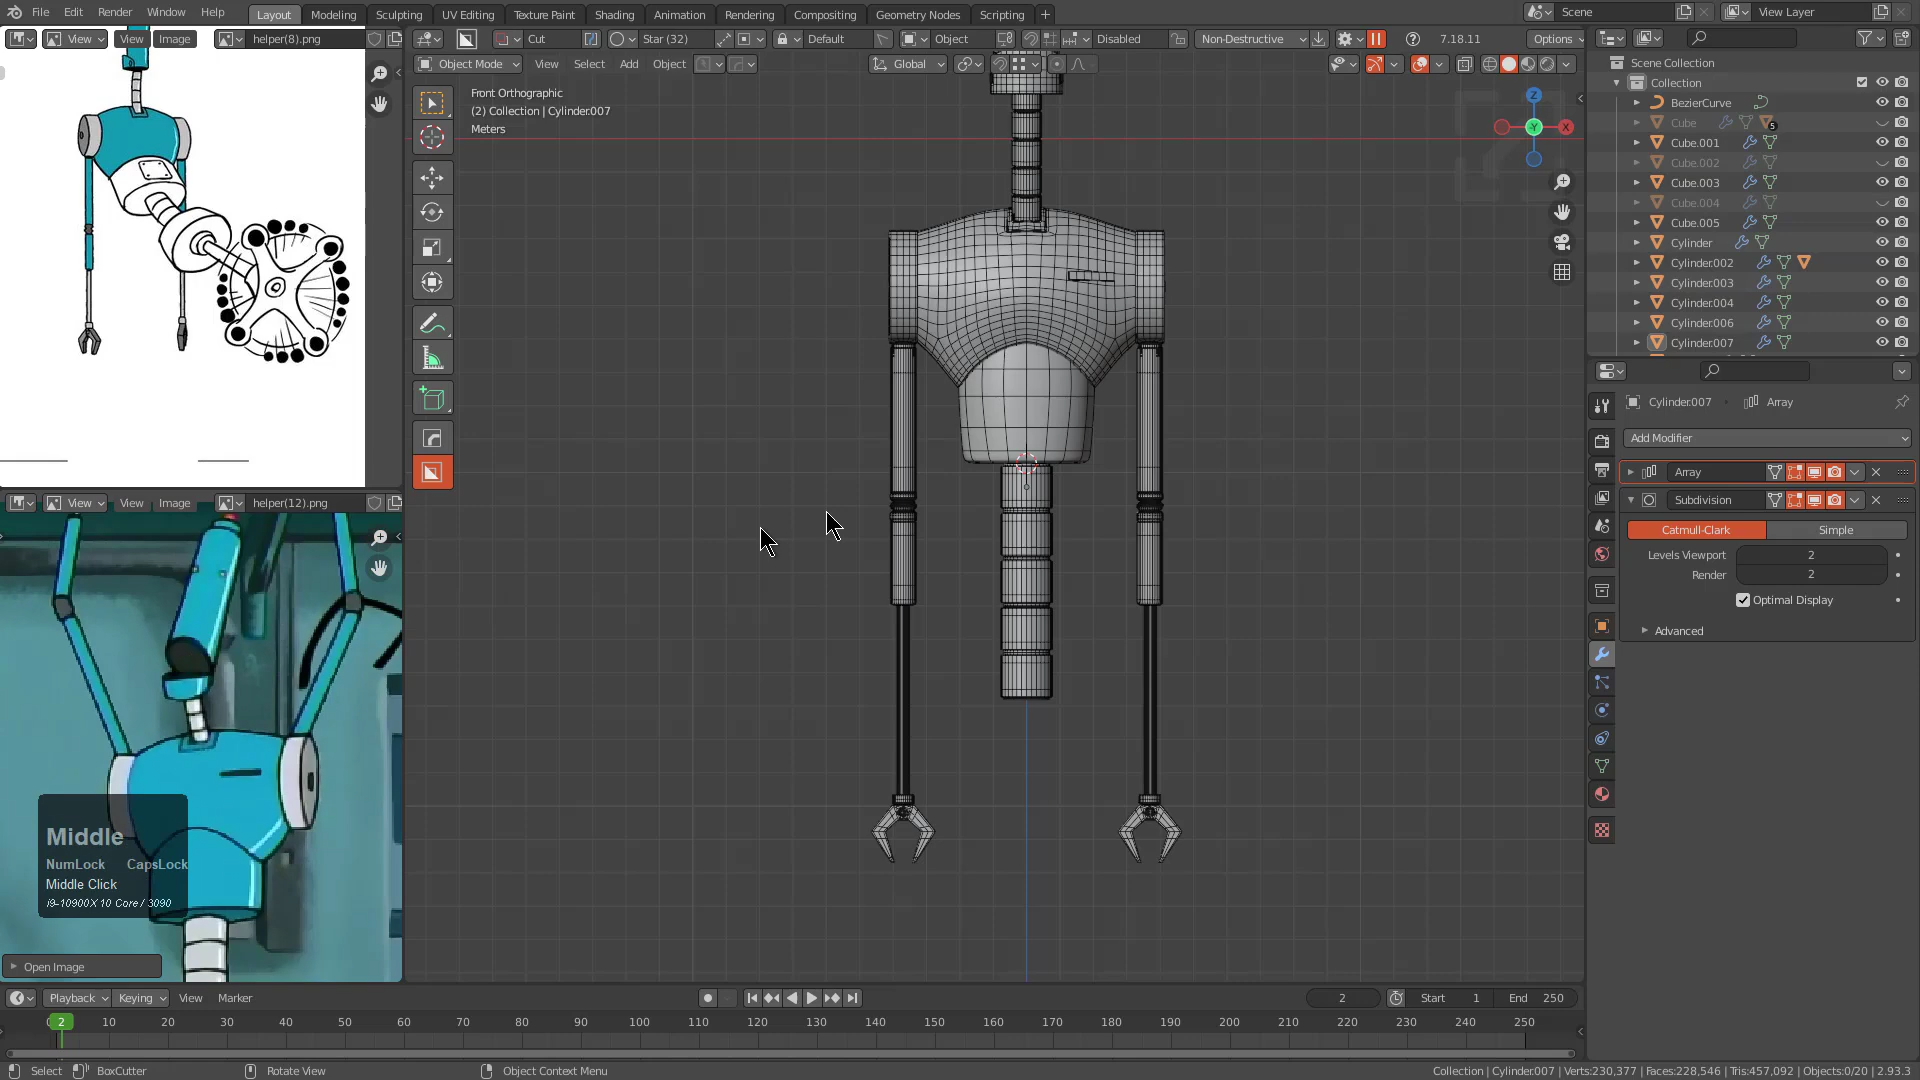 File Edit Render Window Help Layout Modeling Sculpting UV Editing Texture Paint Shading Animation Rendering Compositing Geometry Nodes Scripting + Scene View Layer
View View Image helper(8).png Cut Star (32) Default Object Disabled Non-Destructive 7.18.11 Options
Object Mode View Select Add Object Global
Front Orthographic
(2) Collection | Cylinder.007
Meters
Z
-Y
X
Scene Collection
Collection
BezierCurve
Cube 5
Cube.001
Cube.002
Cube.003
Cube.004
Cube.005
Cylinder
Cylinder.002
Cylinder.003
Cylinder.004
Cylinder.006
Cylinder.007
Cylinder.007 Array
Add Modifier
Array
Subdivision
Catmull-Clark Simple
Levels Viewport 2
Render 2
Optimal Display
Advanced
View View Image helper(12).png
Middle
NumLock CapsLock
Middle Click
i9-10900X 10 Core / 3090
Open Image
Playback Keying View Marker 2 Start 1 End 250
2 10 20 30 40 50 60 70 80 90 100 110 120 130 140 150 160 170 180 190 200 210 220 230 240 250
Select BoxCutter Rotate View Object Context Menu Collection | Cylinder.007 | Verts:230,377 | Faces:228,546 | Tris:457,092 | Objects:0/20 | 2.93.3